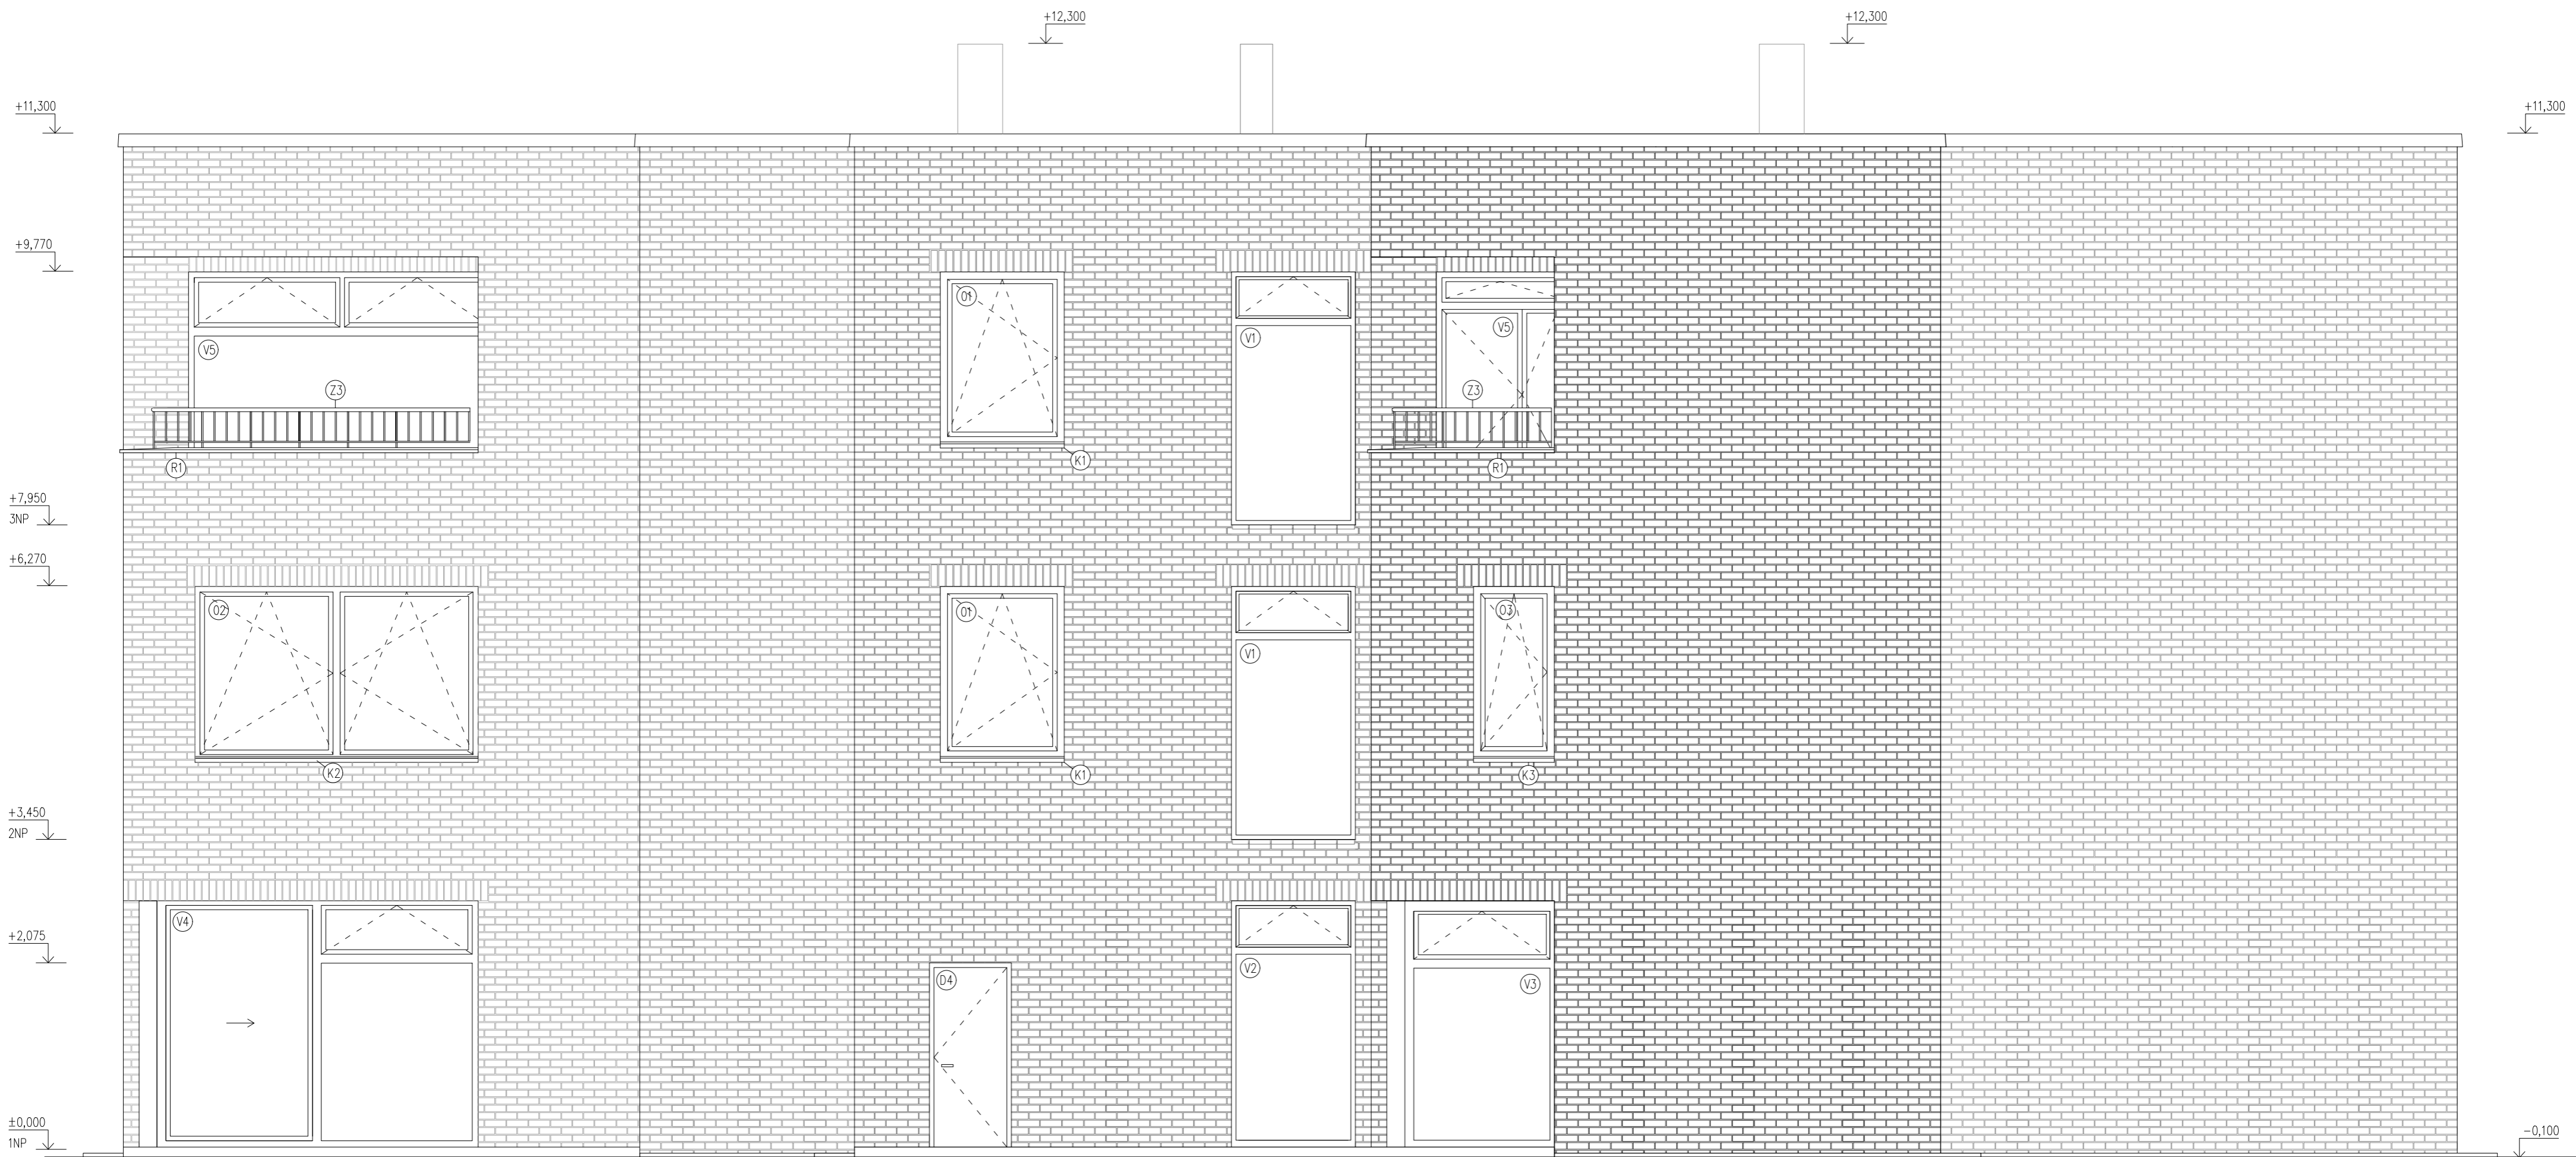 +12,300
+12,300
+11,300
+11,300
+9,770
O1
V1
V5
V5
Z3
Z3
K1
R1
R1
+7,950
3NP
+6,270
O2
O1
O3
V1
K2
K1
K3
+3,450
2NP
V4
+2,075
V2
D4
V3
±0,000
1NP
-0,100